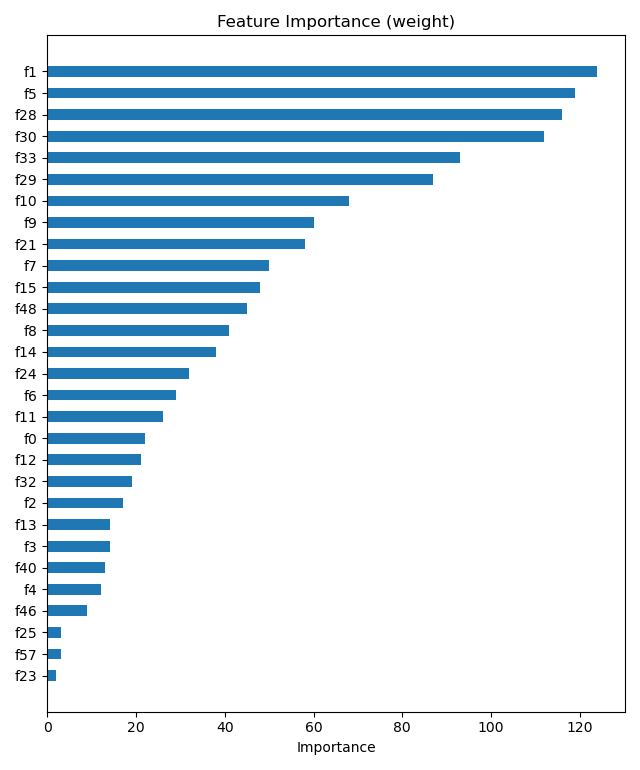 Feature Importance (weight)
f1
f5
f28
f30
f33
f29
f10
f9
f21
f7
f15
f48
f8
f14
f24
f6
f11
f0
f12
f32
f2
f13
f3
f40
f4
f46
f25
f57
f23
0 20 40 60 80 100 120
Importance